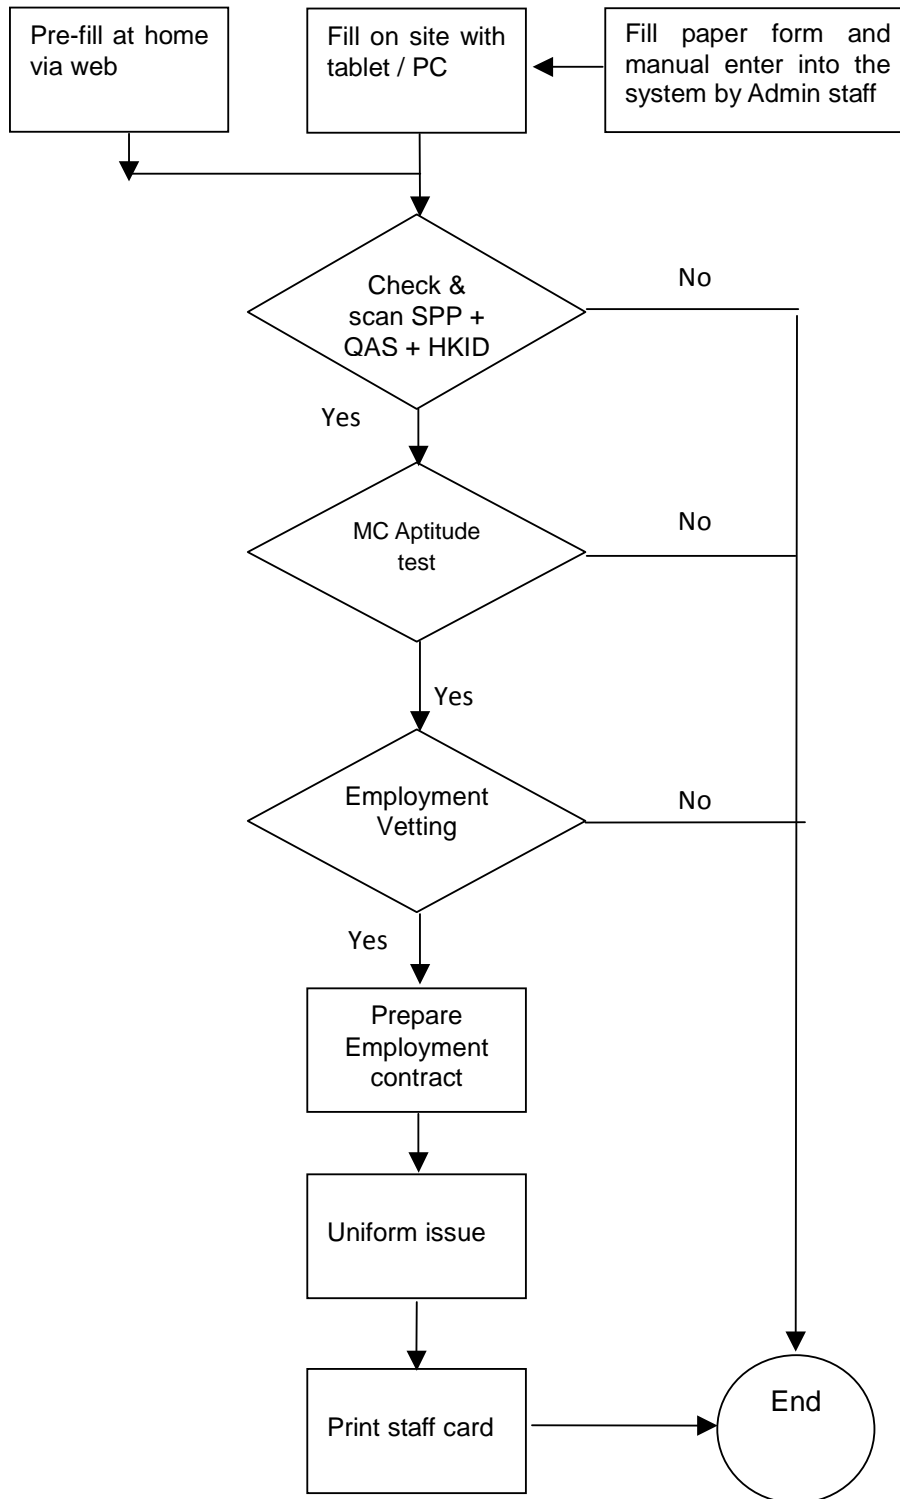 Pre-fill at home
via web
Fill on site with
tablet / PC
Fill paper form and
manual enter into the
system by Admin staff
Check &
scan SPP +
QAS + HKID
No
Yes
MC Aptitude
test
No
Yes
Employment
Vetting
No
Yes
Prepare
Employment
contract
Uniform issue
Print staff card
End